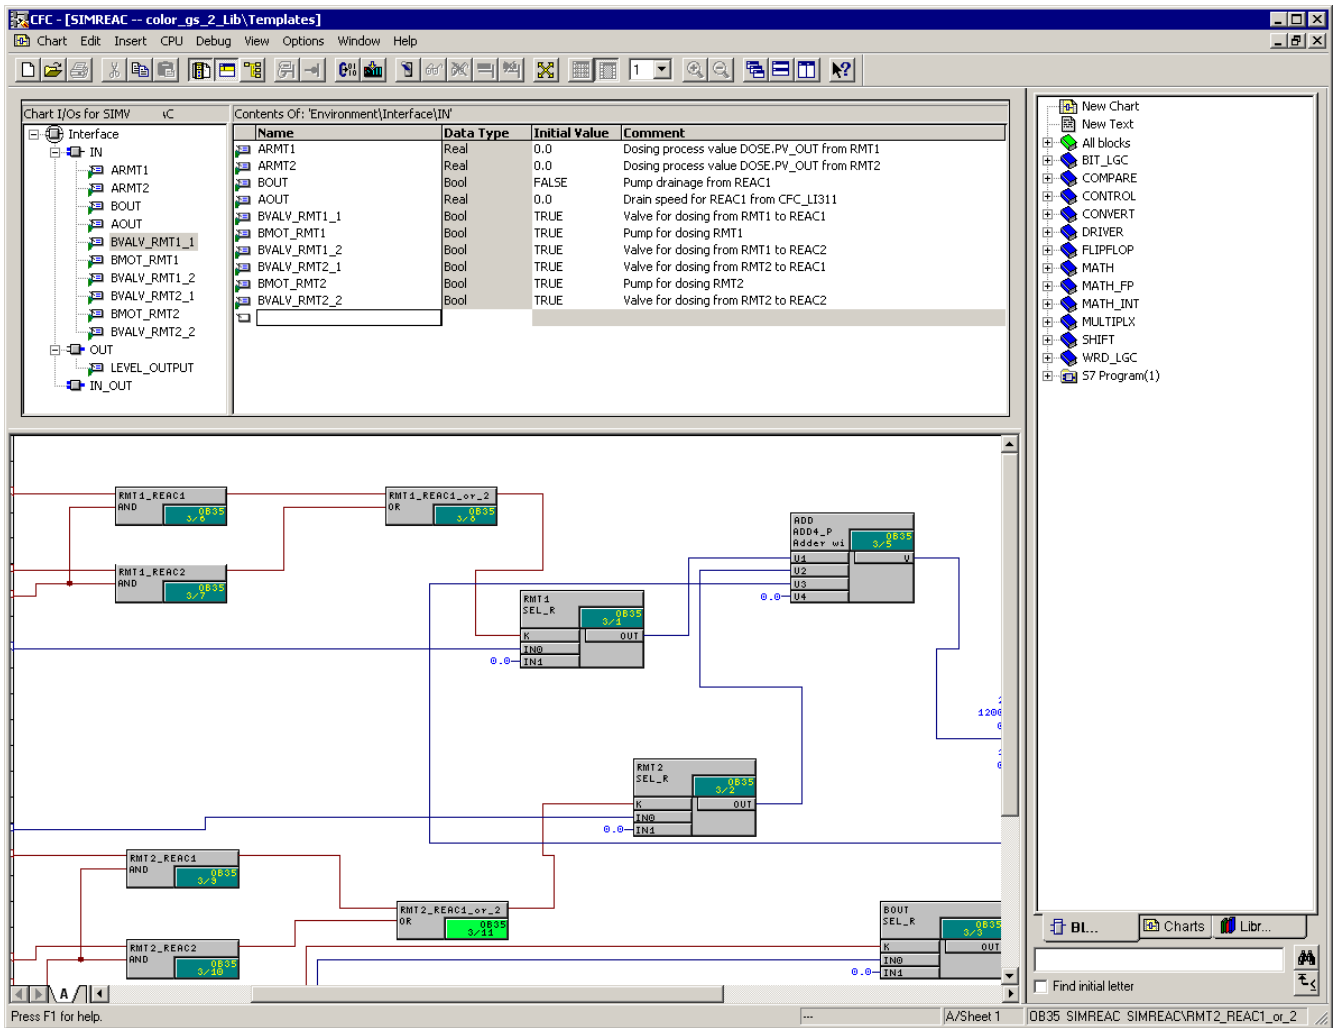 CFC - [SIMREAC -- color_gs_2_Lib\Templates]
Chart Edit Insert CPU Debug View Options Window Help
1
Chart I/Os for SIMV
Contents Of: 'Environment\Interface\IN'
Interface
IN
ARMT1
ARMT2
BOUT
AOUT
BVALV_RMT1_1
BMOT_RMT1
BVALV_RMT1_2
BVALV_RMT2_1
BMOT_RMT2
BVALV_RMT2_2
OUT
LEVEL_OUTPUT
IN_OUT
Name Data Type Initial Value Comment
ARMT1 Real 0.0 Dosing process value DOSE.PV_OUT from RMT1
ARMT2 Real 0.0 Dosing process value DOSE.PV_OUT from RMT2
BOUT Bool FALSE Pump drainage from REAC1
AOUT Real 0.0 Drain speed for REAC1 from CFC_LI311
BVALV_RMT1_1 Bool TRUE Valve for dosing from RMT1 to REAC1
BMOT_RMT1 Bool TRUE Pump for dosing RMT1
BVALV_RMT1_2 Bool TRUE Valve for dosing from RMT1 to REAC2
BVALV_RMT2_1 Bool TRUE Valve for dosing from RMT2 to REAC1
BMOT_RMT2 Bool TRUE Pump for dosing RMT2
BVALV_RMT2_2 Bool TRUE Valve for dosing from RMT2 to REAC2
New Chart
New Text
All blocks
BIT_LGC
COMPARE
CONTROL
CONVERT
DRIVER
FLIPFLOP
MATH
MATH_FP
MATH_INT
MULTIPLX
SHIFT
WRD_LGC
S7 Program(1)
RMT1_REAC1
AND
OB35
3/6
RMT1_REAC1_or_2
OR
OB35
3/8
ADD
ADD4_P
Adder wi
OB35
3/5
U1 V
U2
U3
0.0 U4
RMT1_REAC2
AND
OB35
3/7
RMT1
SEL_R
OB35
3/1
K OUT
IN0
0.0 IN1
1200
RMT2
SEL_R
OB35
3/2
K OUT
IN0
0.0 IN1
RMT2_REAC1
AND
OB35
3/9
RMT2_REAC1_or_2
OR
OB35
3/11
RMT2_REAC2
AND
OB35
3/10
BOUT
SEL_R
OB35
3/3
K OUT
IN0
0.0 IN1
BL... Charts Libr...
Find initial letter
A
Press F1 for help.
---
A/Sheet 1
OB35 SIMREAC SIMREAC\RMT2_REAC1_or_2